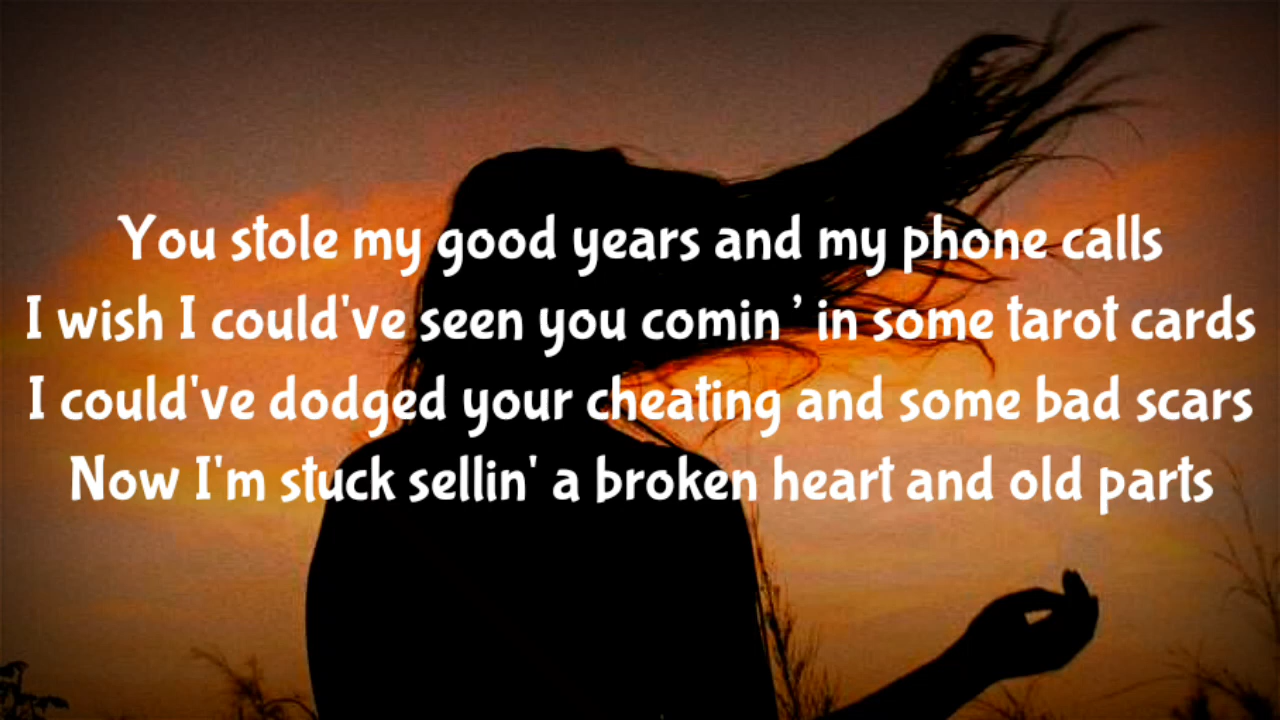 You stole my good years and my phone calls
I wish I could've seen you comin’ in some tarot cards
I could've dodged your cheating and some bad scars
Now I'm stuck sellin' a broken heart and old parts